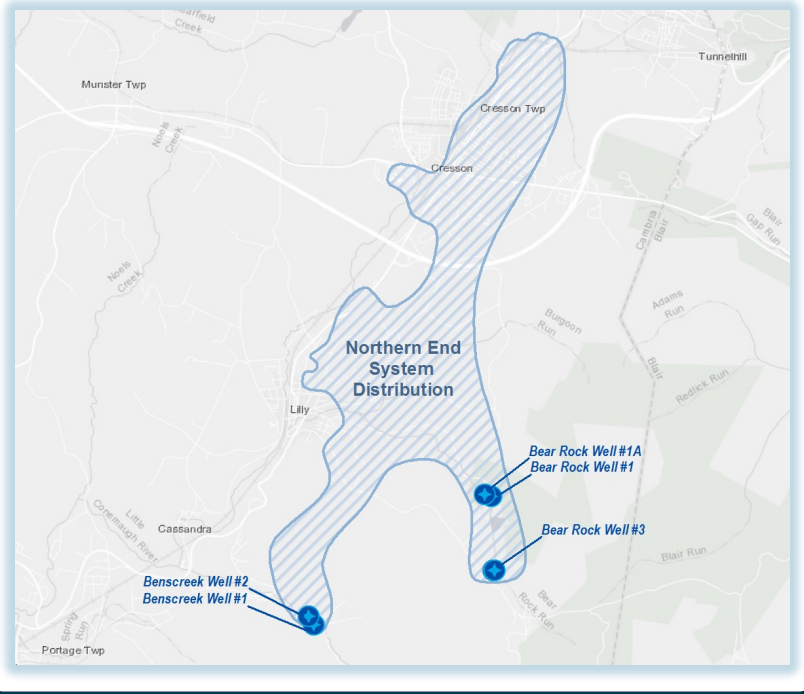 Clearfield
Creek
Tunnelhill
Munster Twp
Cresson Twp
Noels
Creek
Cresson
Blair
Gap Run
Cambria
Blair
Noels
Creek
Adams
Run
Burgoon
Run
Northern End
System
Distribution
Blair
Redlick Run
Lilly
Bear Rock Well #1A
Bear Rock Well #1
Little
Conemaugh River
Cassandra
Bear Rock Well #3
Blair Run
Benscreek Well #2
Benscreek Well #1
Bear
Rock Run
Spring
Run
Portage Twp